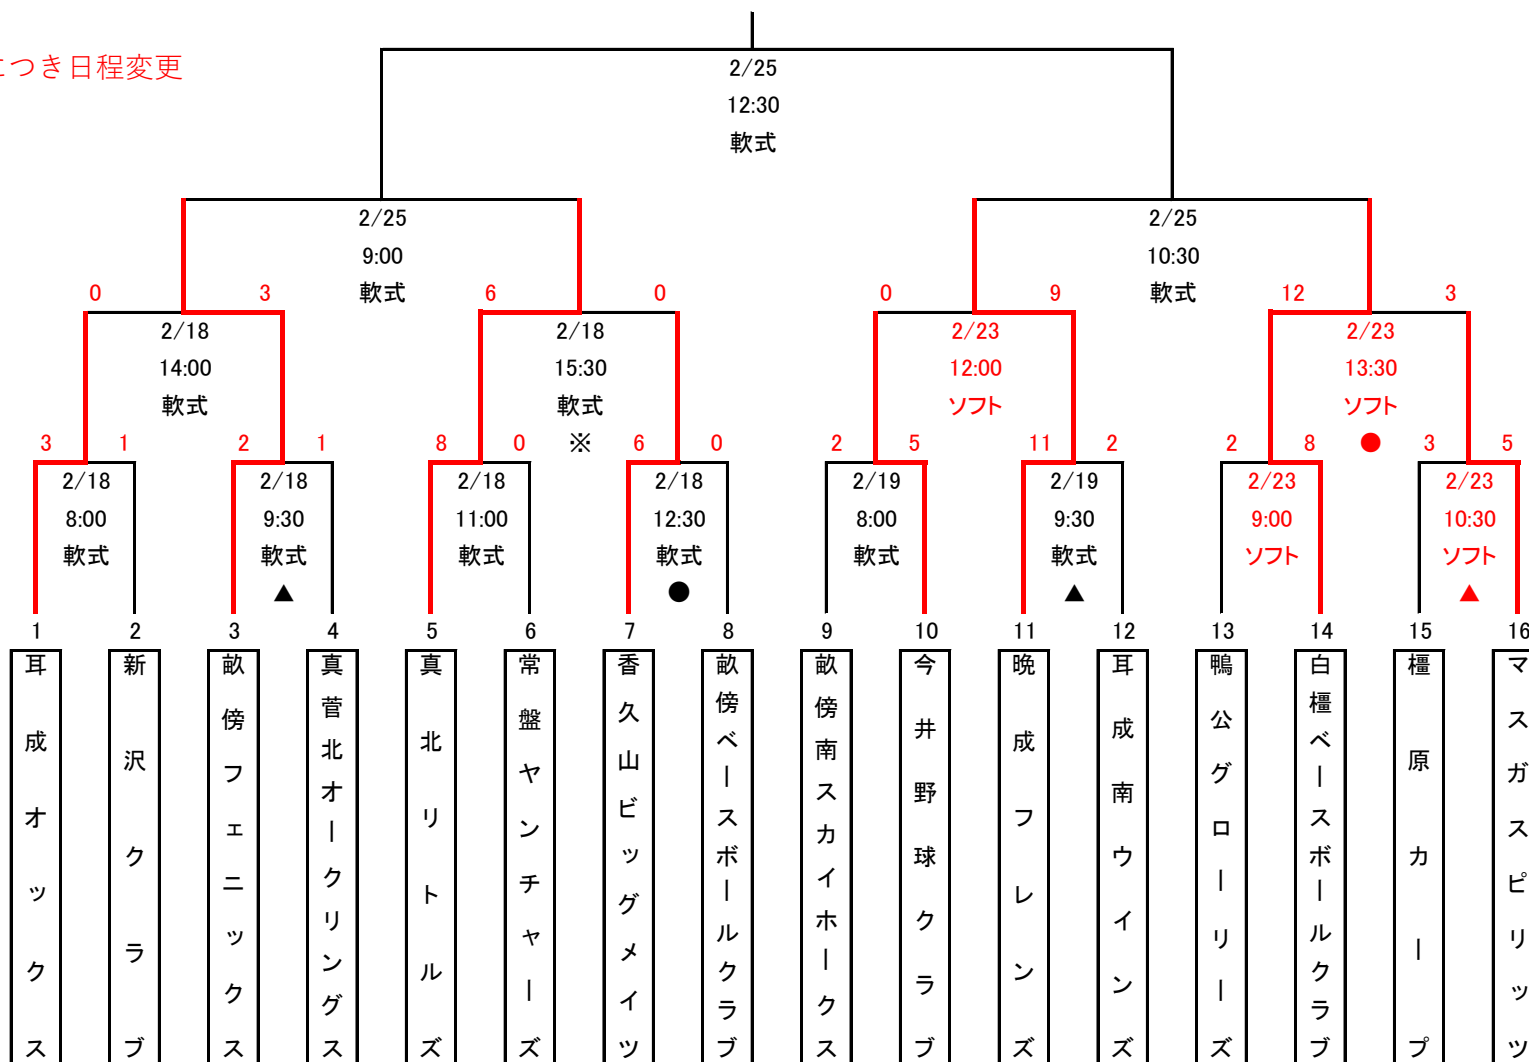 につき日程変更
2/25
12:30
軟式
2/25
9:00
軟式
2/25
10:30
軟式
0 3 6 0 0 9 12 3
2/18 2/18 2/23 2/23
14:00 15:30 12:00 13:30
軟式 軟式 ソフト ソフト
※ ●
3 1 2 1 8 0 6 0 2 5 11 2 2 8 3 5
2/18 2/18 2/18 2/18 2/19 2/19 2/23 2/23
8:00 9:30 11:00 12:30 8:00 9:30 9:00 10:30
軟式 軟式 軟式 軟式 軟式 軟式 ソフト ソフト
▲ ● ▲ ▲
1 2 3 4 5 6 7 8 9 10 11 12 13 14 15 16
耳成オックス
新沢クラブ
畝傍フェニックス
真菅北オークリングス
真北リトルズ
常盤ヤンチャーズ
香久山ビッグメイツ
畝傍ベースボールクラブ
畝傍南スカイホークス
今井野球クラブ
晩成フレンズ
耳成南ウインズ
鴨公グローリーズ
白橿ベースボールクラブ
橿原カープ
マスガスピリッツ